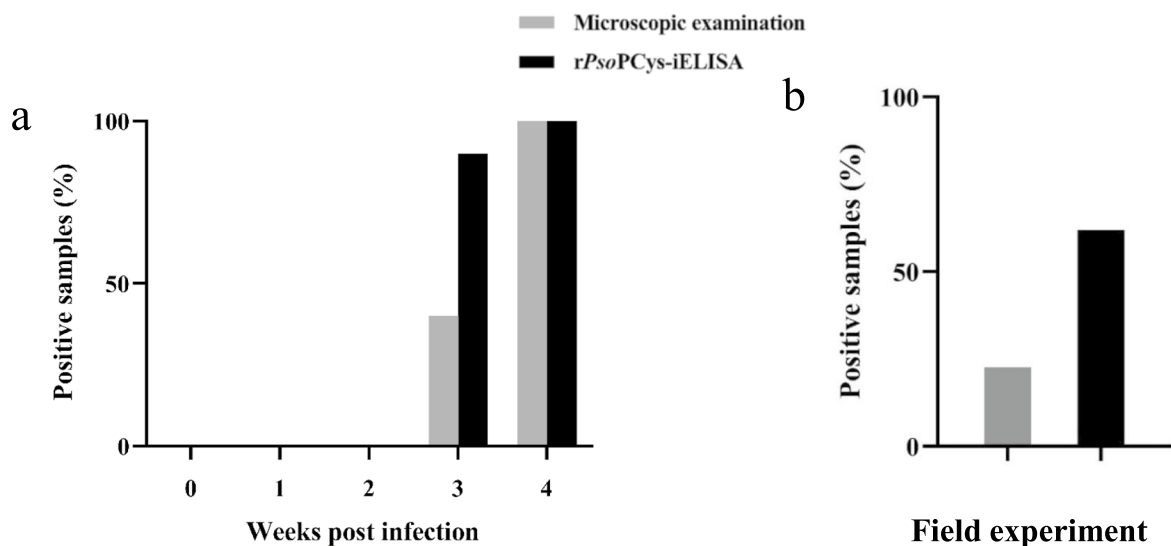 Microscopic examination
rPsoPCys-iELISA
a
Positive samples (%)
100
50
0
0 1 2 3 4
Weeks post infection
b
Positive samples (%)
100
50
0
Field experiment